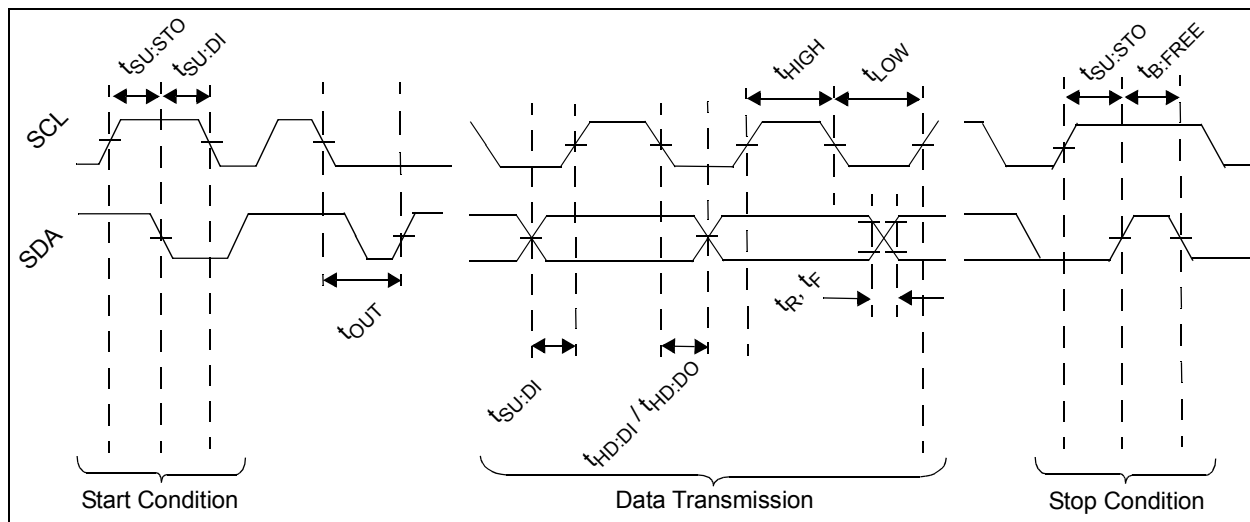 tSU:STO
tSU:DI
tHIGH
tLOW
tSU:STO
tB:FREE
SCL
SDA
tOUT
tR, tF
tSU:DI
tHD:DI / tHD:DO
Start Condition
Data Transmission
Stop Condition